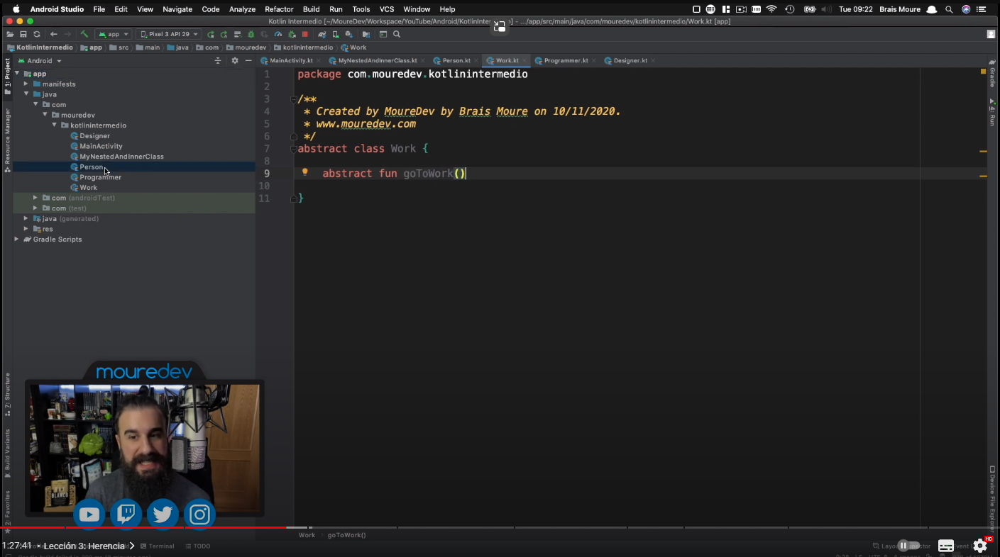 Android Studio File Edit View Navigate Code Analyze Refactor Build Run Tools VCS Window Help Tue 09:22 Brais Moure
Kotlin Intermedio [~/MoureDev/Workspace/YouTube/Android/KotlinInter n] - .../app/src/main/java/com/mouredev/kotlinintermedio/Work.kt [app]
app Pixel 3 API 29
KotlinIntermedio app src main java com mouredev kotlinintermedio Work
Android
MainActivity.kt MyNestedAndInnerClass.kt Person.kt Work.kt Programmer.kt Designer.kt
1: Project
Resource Manager
7: Structure
Build Variants
2: Favorites
app
manifests
java
com
mouredev
kotlinintermedio
Designer
MainActivity
MyNestedAndInnerClass
Person
Programmer
Work
com (androidTest)
com (test)
java (generated)
res
Gradle Scripts
1 package com.mouredev.kotlinintermedio
2
3 /**
4 * Created by MoureDev by Brais Moure on 10/11/2020.
5 * www.mouredev.com
6 */
7 abstract class Work {
8
9 abstract fun goToWork()
10
11 }
Gradle
4: Run
Device File Explorer
mouredev
BLANCO
Work goToWork()
1:27:41 • Lección 3: Herencia
Terminal TODO
HD